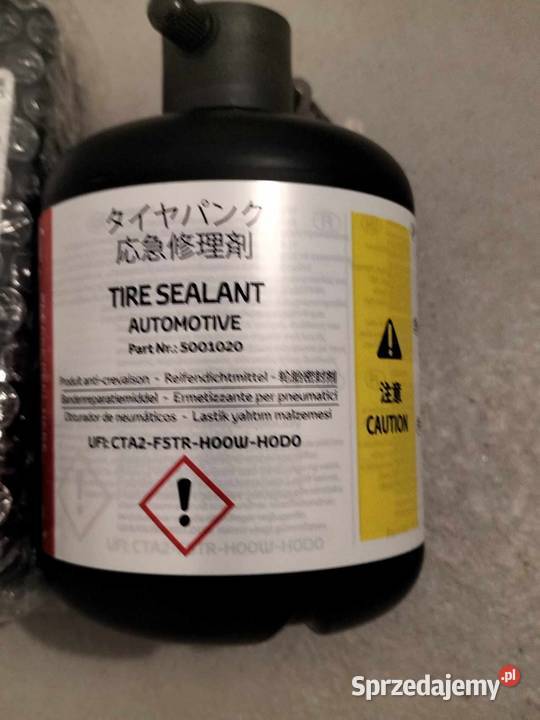 タイヤパンク
応急修理剤
TIRE SEALANT
AUTOMOTIVE
Part Nr.: 5001020
Produit anti-crevaison - Reifendichtmittel - 轮胎密封剂
Bandenreparatiemiddel - Ermetizzante per pneumatici
Obturador de neumáticos - Lastik yalıtım malzemesi
UFI: CTA2-F5TR-H00W-H0D0
注意
CAUTION
Sprzedajemy.pl